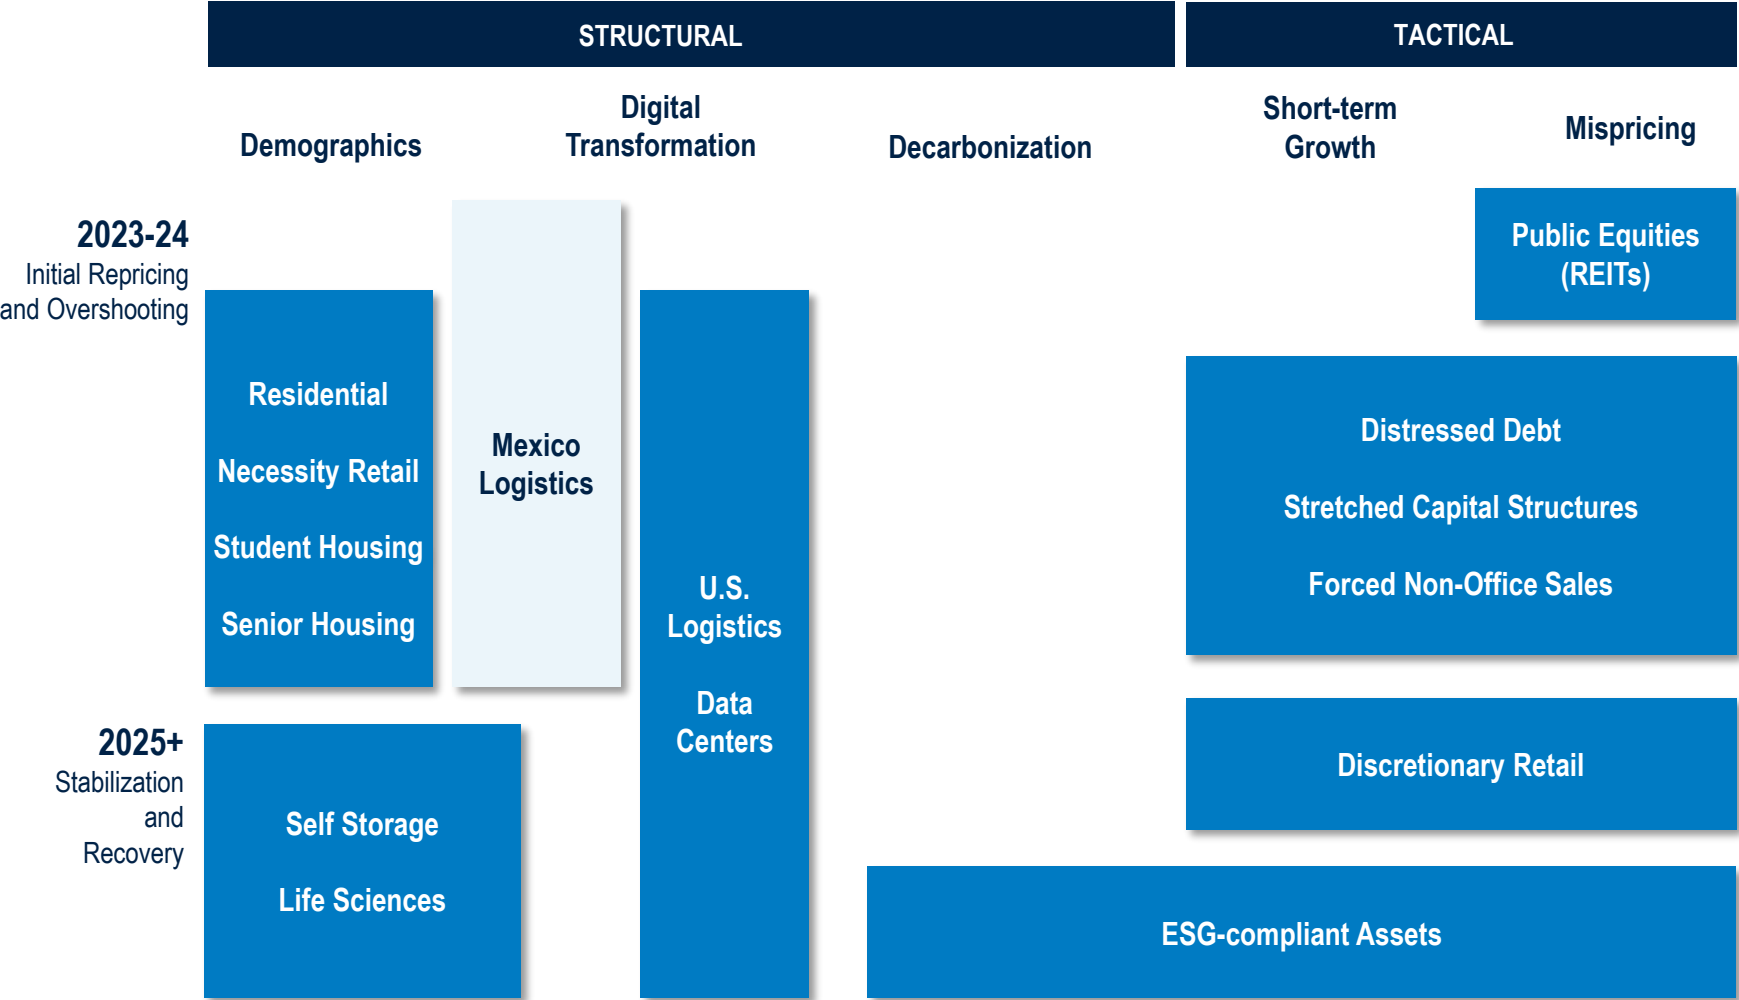 STRUCTURAL
TACTICAL
Demographics
Digital
Transformation
Decarbonization
Short-term
Growth
Mispricing
2023-24
Initial Repricing
and Overshooting
Residential
Necessity Retail
Student Housing
Senior Housing
Mexico
Logistics
U.S.
Logistics
Data
Centers
Public Equities
(REITs)
Distressed Debt
Stretched Capital Structures
Forced Non-Office Sales
2025+
Stabilization
and
Recovery
Self Storage
Life Sciences
Discretionary Retail
ESG-compliant Assets